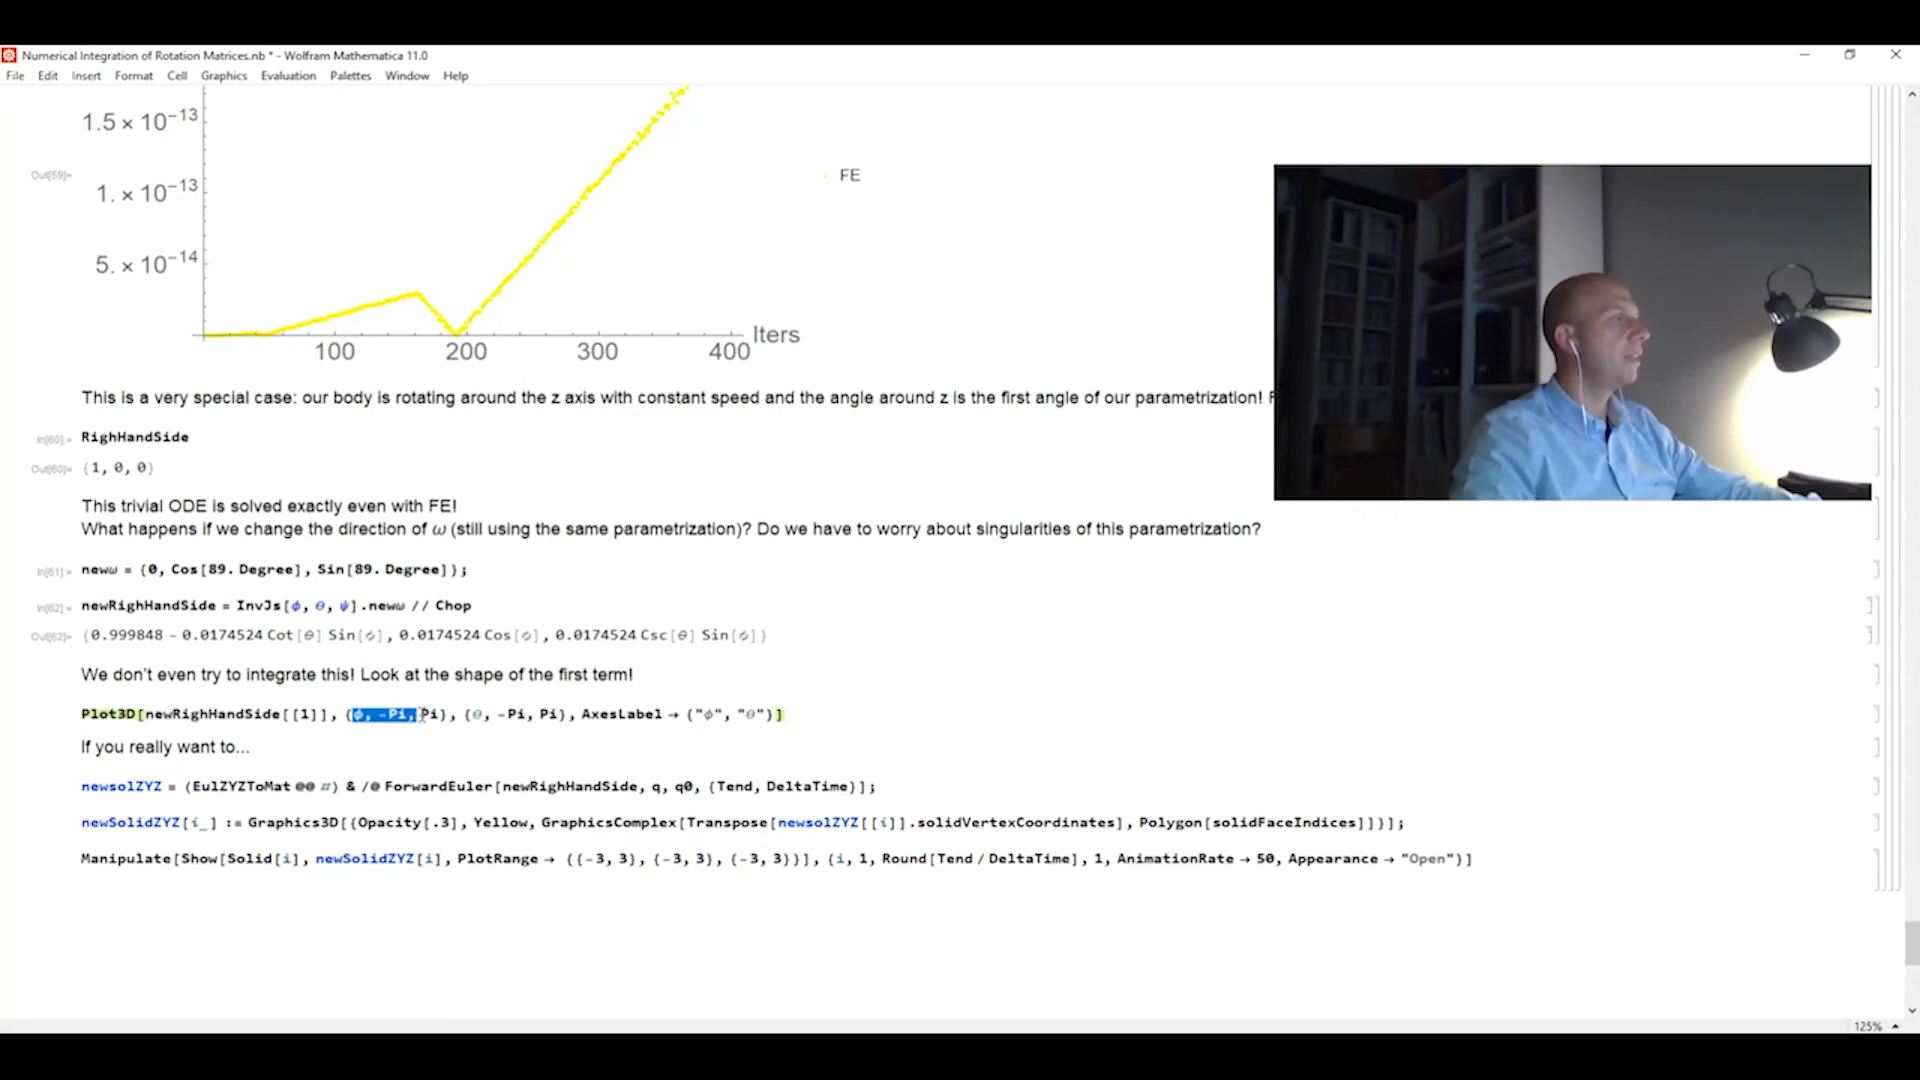 Numerical Integration of Rotation Matrices.nb * - Wolfram Mathematica 11.0
File Edit Insert Format Cell Graphics Evaluation Palettes Window Help
1.5 × 10⁻¹³
Out[59]=
FE
1. × 10⁻¹³
5. × 10⁻¹⁴
Iters
100 200 300 400
This is a very special case: our body is rotating around the z axis with constant speed and the angle around z is the first angle of our parametrization! F
In[60]:= RighHandSide
Out[60]= {1, 0, 0}
This trivial ODE is solved exactly even with FE!
What happens if we change the direction of ω (still using the same parametrization)? Do we have to worry about singularities of this parametrization?
In[61]:= newω = {0, Cos[89. Degree], Sin[89. Degree]};
In[62]:= newRighHandSide = InvJs[ϕ, θ, ψ].newω // Chop
Out[62]= {0.999848 - 0.0174524 Cot[θ] Sin[ϕ], 0.0174524 Cos[ϕ], 0.0174524 Csc[θ] Sin[ϕ]}
We don't even try to integrate this! Look at the shape of the first term!
Plot3D[newRighHandSide[[1]], {ϕ, -Pi, Pi}, {θ, -Pi, Pi}, AxesLabel → {"ϕ", "θ"}]
If you really want to...
newsolZYZ = (EulZYZToMat @@ #) & /@ ForwardEuler[newRighHandSide, q, q0, {Tend, DeltaTime}];
newSolidZYZ[i_] := Graphics3D[{Opacity[.3], Yellow, GraphicsComplex[Transpose[newsolZYZ[[i]].solidVertexCoordinates], Polygon[solidFaceIndices]]}];
Manipulate[Show[Solid[i], newSolidZYZ[i], PlotRange → {{-3, 3}, {-3, 3}, {-3, 3}}], {i, 1, Round[Tend / DeltaTime], 1, AnimationRate → 50, Appearance → "Open"}]
125%